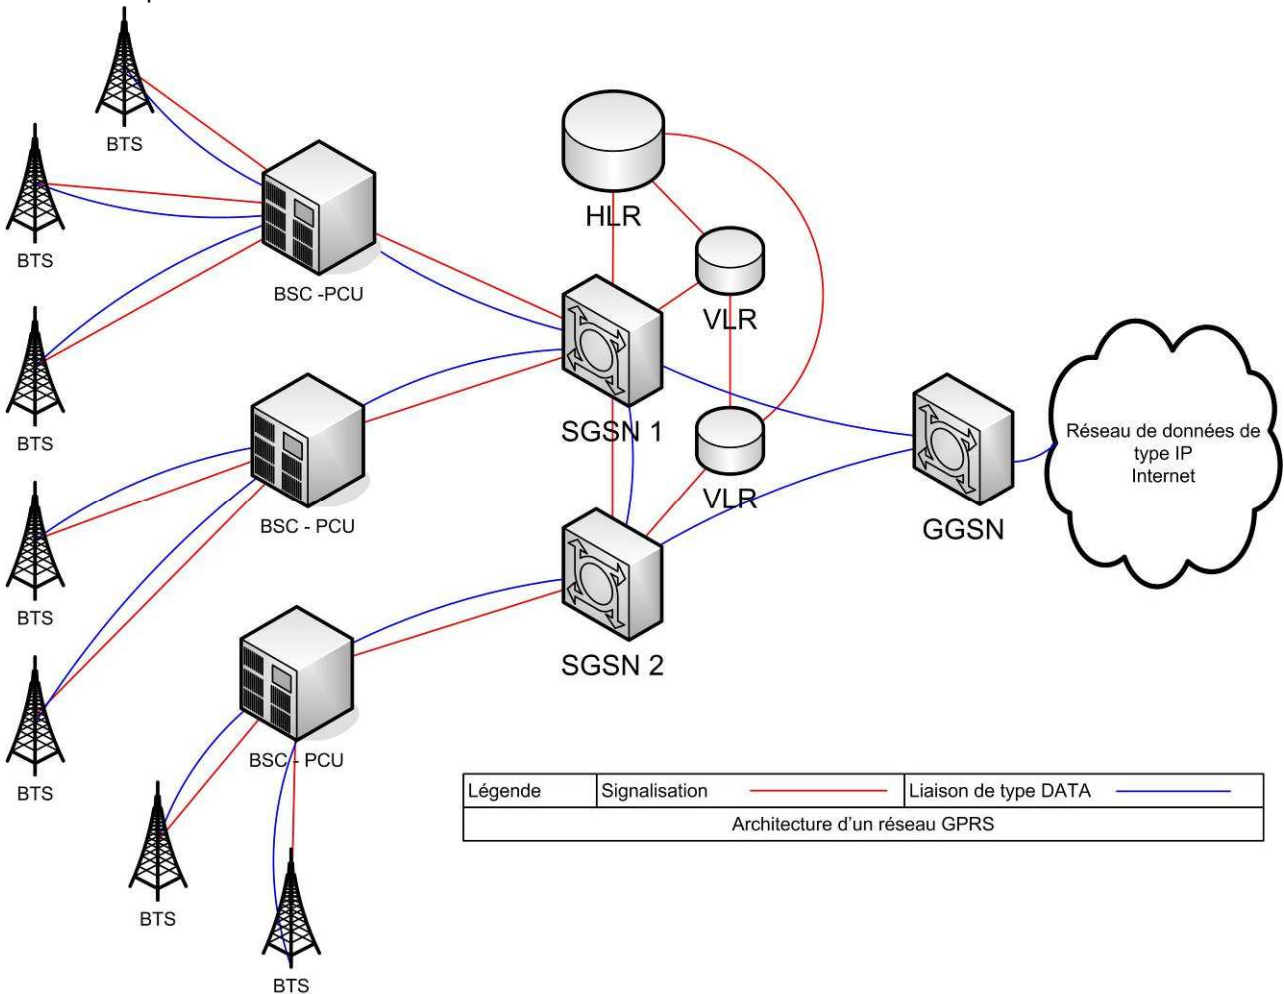 BTS
BTS
BSC -PCU
BTS
HLR
VLR
SGSN 1
VLR
BSC - PCU
BTS
GGSN
Réseau de données de
type IP
Internet
SGSN 2
BTS
BSC - PCU
BTS
BTS
Légende
Signalisation
Liaison de type DATA
Architecture d'un réseau GPRS